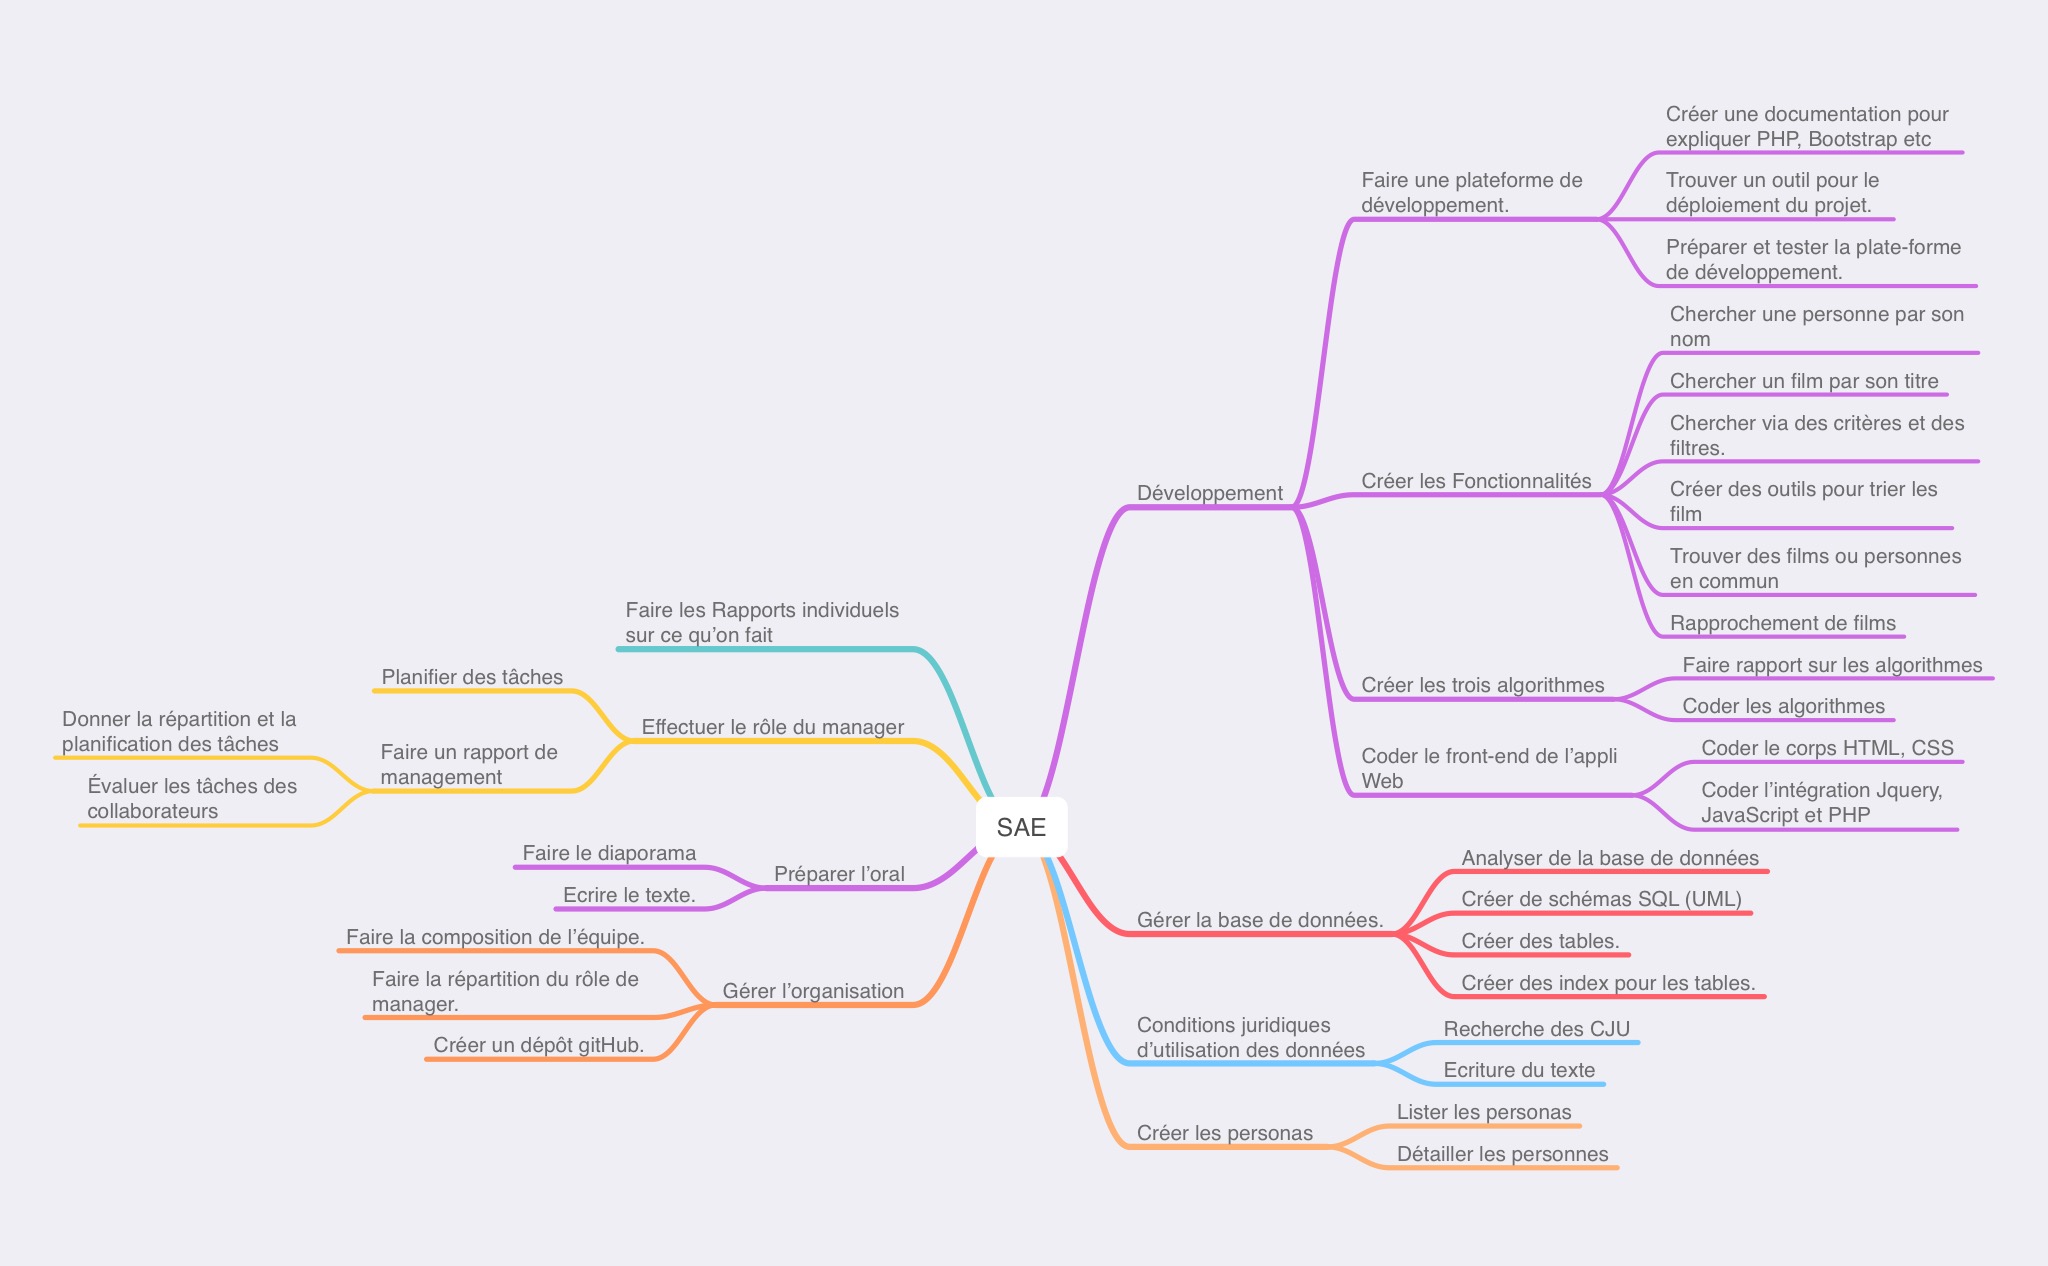 SAE
Développement
Faire une plateforme de
développement.
Créer une documentation pour
expliquer PHP, Bootstrap etc
Trouver un outil pour le
déploiement du projet.
Préparer et tester la plate-forme
de développement.
Créer les Fonctionnalités
Chercher une personne par son
nom
Chercher un film par son titre
Chercher via des critères et des
filtres.
Créer des outils pour trier les
film
Trouver des films ou personnes
en commun
Rapprochement de films
Créer les trois algorithmes
Faire rapport sur les algorithmes
Coder les algorithmes
Coder le front-end de l’appli
Web
Coder le corps HTML, CSS
Coder l’intégration Jquery,
JavaScript et PHP
Gérer la base de données.
Analyser de la base de données
Créer de schémas SQL (UML)
Créer des tables.
Créer des index pour les tables.
Conditions juridiques
d’utilisation des données
Recherche des CJU
Ecriture du texte
Créer les personas
Lister les personas
Détailler les personnes
Faire les Rapports individuels
sur ce qu’on fait
Effectuer le rôle du manager
Planifier des tâches
Faire un rapport de
management
Donner la répartition et la
planification des tâches
Évaluer les tâches des
collaborateurs
Préparer l’oral
Faire le diaporama
Ecrire le texte.
Gérer l’organisation
Faire la composition de l’équipe.
Faire la répartition du rôle de
manager.
Créer un dépôt gitHub.